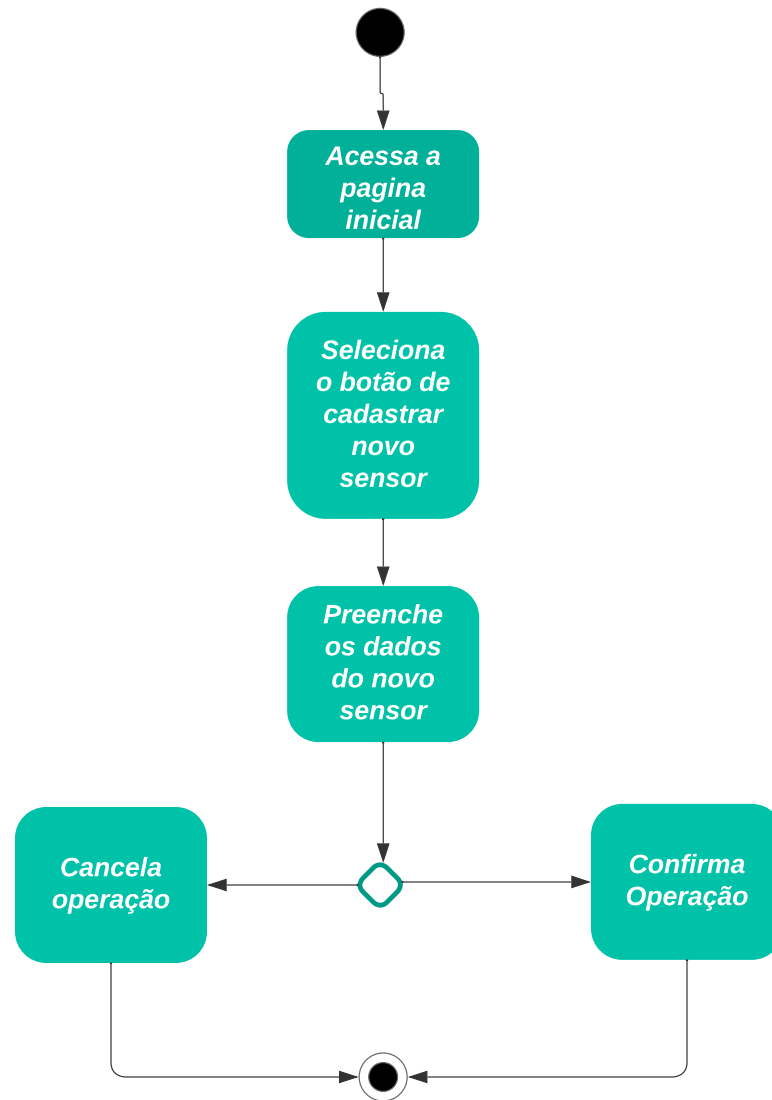 Acessa a
pagina
inicial
Seleciona
o botão de
cadastrar
novo
sensor
Preenche
os dados
do novo
sensor
Cancela
operação
Confirma
Operação